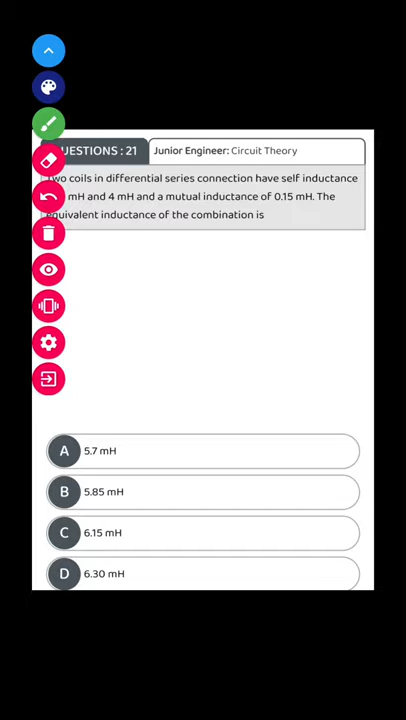 UESTIONS : 21
Junior Engineer: Circuit Theory
Two coils in differential series connection have self inductance
mH and 4 mH and a mutual inductance of 0.15 mH. The
equivalent inductance of the combination is
A 5.7 mH
B 5.85 mH
C 6.15 mH
D 6.30 mH